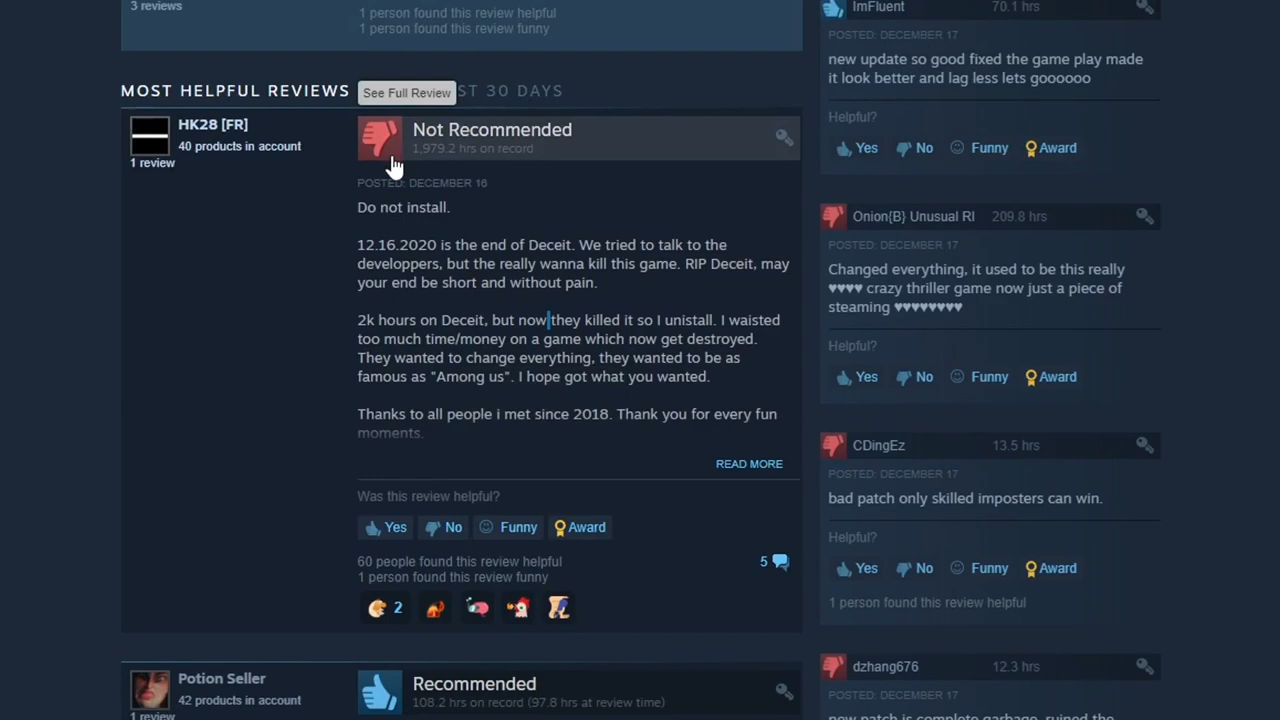 3 reviews
1 person found this review helpful
1 person found this review funny
MOST HELPFUL REVIEWS
See Full Review
ST 30 DAYS
HK28 [FR]
40 products in account
1 review
Not Recommended
1,979.2 hrs on record
POSTED: DECEMBER 16
Do not install.
12.16.2020 is the end of Deceit. We tried to talk to the
developpers, but the really wanna kill this game. RIP Deceit, may
your end be short and without pain.
2k hours on Deceit, but now they killed it so I unistall. I waisted
too much time/money on a game which now get destroyed.
They wanted to change everything, they wanted to be as
famous as "Among us". I hope got what you wanted.
Thanks to all people i met since 2018. Thank you for every fun
moments.
READ MORE
Was this review helpful?
Yes No Funny Award
60 people found this review helpful
1 person found this review funny
5
2
Potion Seller
42 products in account
1 review
Recommended
108.2 hrs on record (97.8 hrs at review time)
ImFluent 70.1 hrs
POSTED: DECEMBER 17
new update so good fixed the game play made
it look better and lag less lets goooooo
Helpful?
Yes No Funny Award
Onion{B} Unusual RI 209.8 hrs
POSTED: DECEMBER 17
Changed everything, it used to be this really
♥♥♥♥ crazy thriller game now just a piece of
steaming ♥♥♥♥♥♥♥♥
Helpful?
Yes No Funny Award
CDingEz 13.5 hrs
POSTED: DECEMBER 17
bad patch only skilled imposters can win.
Helpful?
Yes No Funny Award
1 person found this review helpful
dzhang676 12.3 hrs
POSTED: DECEMBER 17
new patch is complete garbage, ruined the